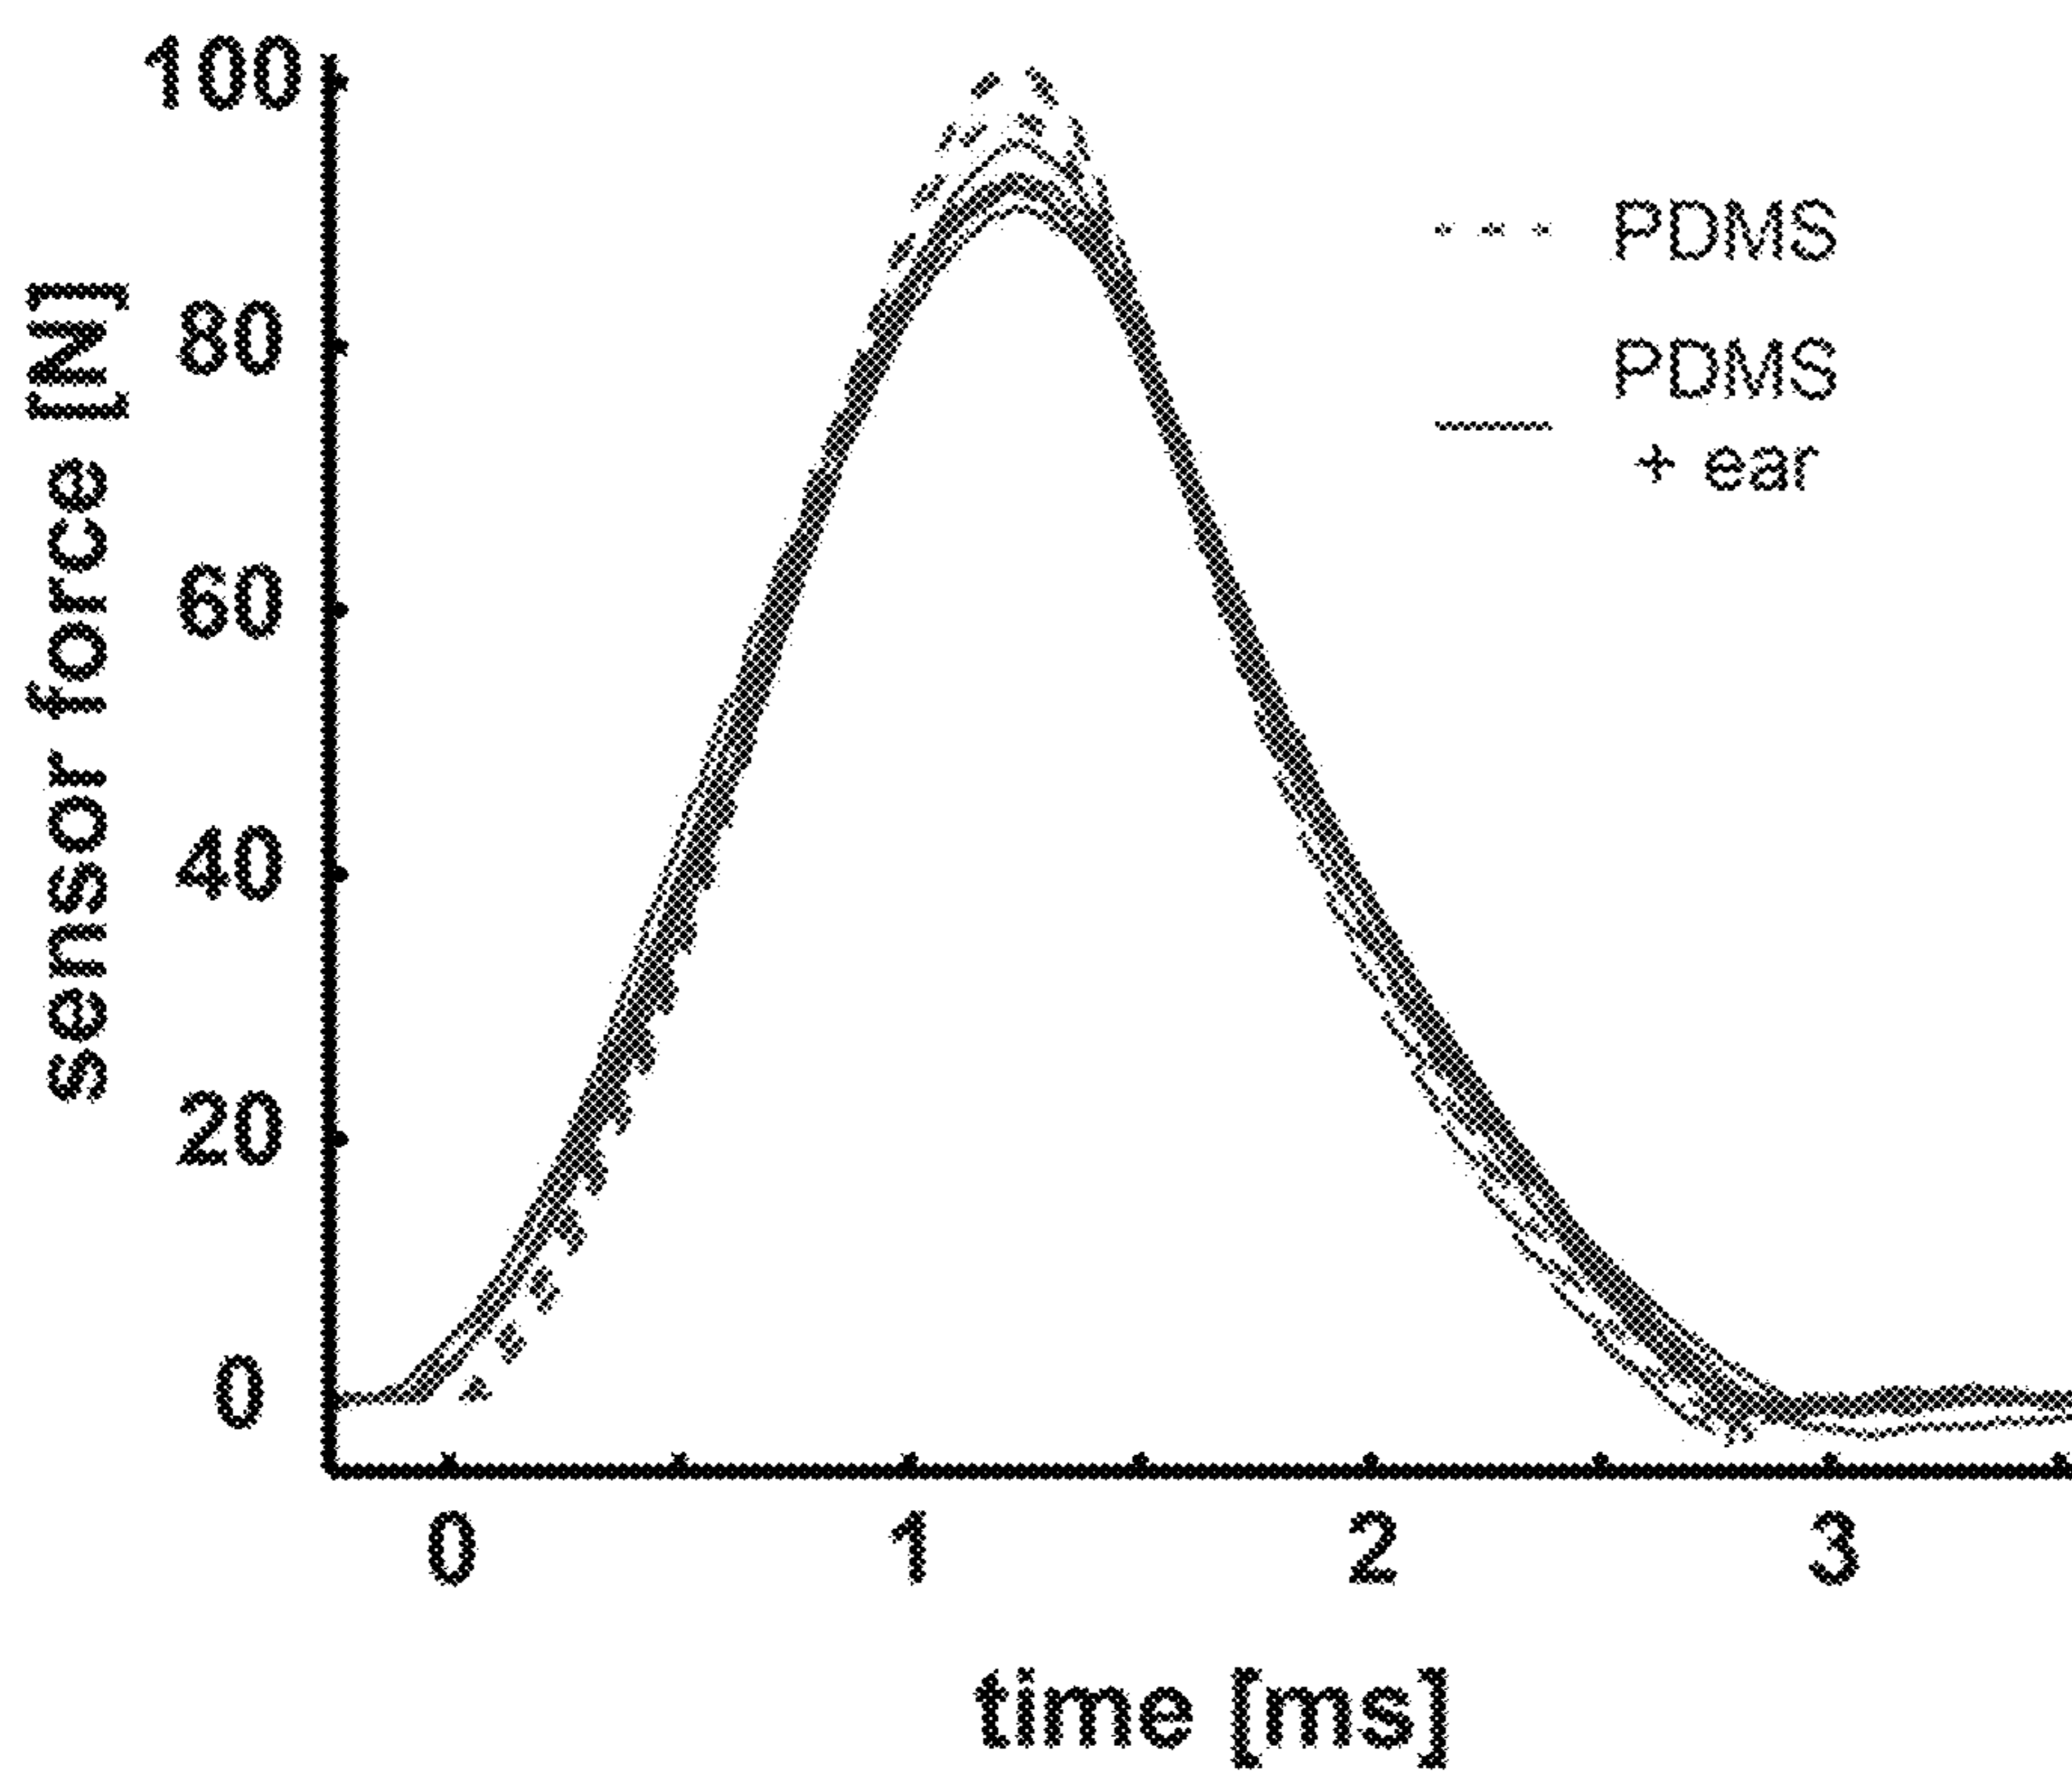 sensor force [N]
100
80
60
40
20
0
PDMS
PDMS
+ ear
0 1 2 3
time [ms]